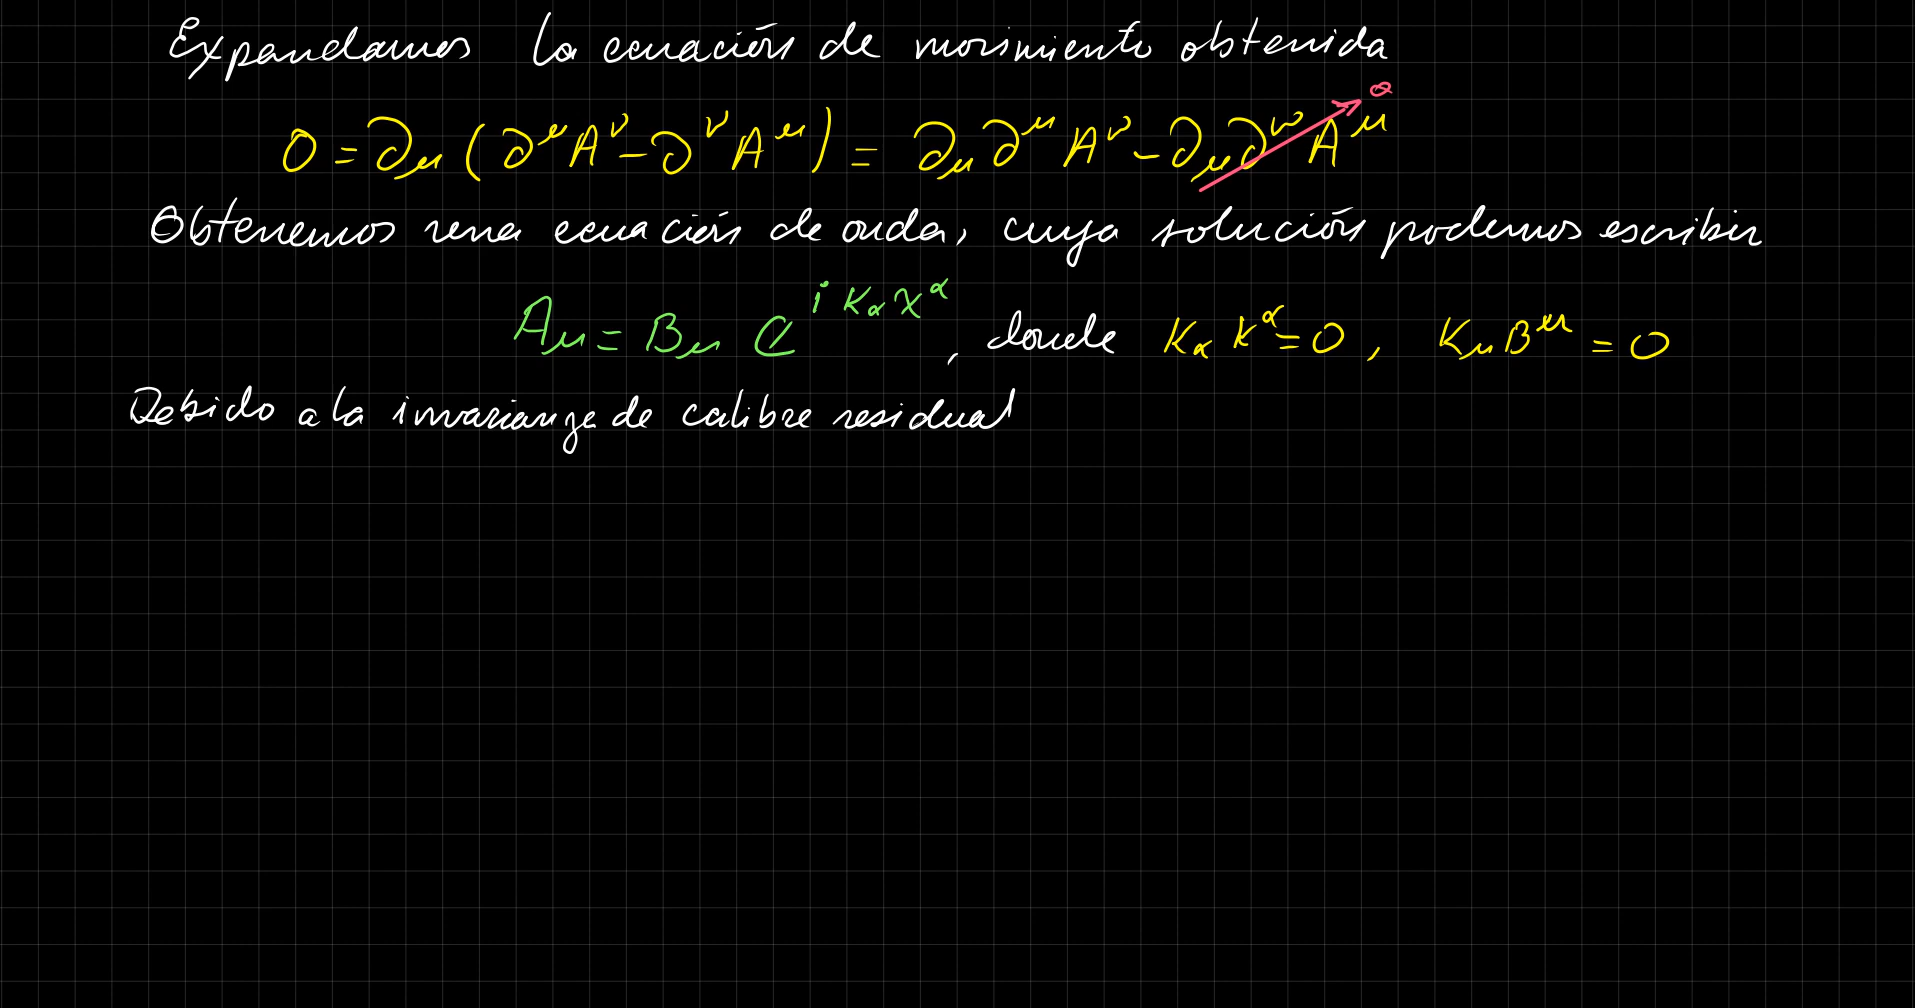 Expandamos la ecuación de movimiento obtenida
0 = ∂_μ (∂^μ A^ν - ∂^ν A^μ) = ∂_μ ∂^μ A^ν - ∂_μ ∂^ν A^μ → 0
Obtenemos una ecuación de onda, cuya solución podemos escribir
A_μ = B_μ e^{i K_α x^α}, donde K_α K^α = 0, K_μ B^μ = 0
Debido a la invarianza de calibre residual